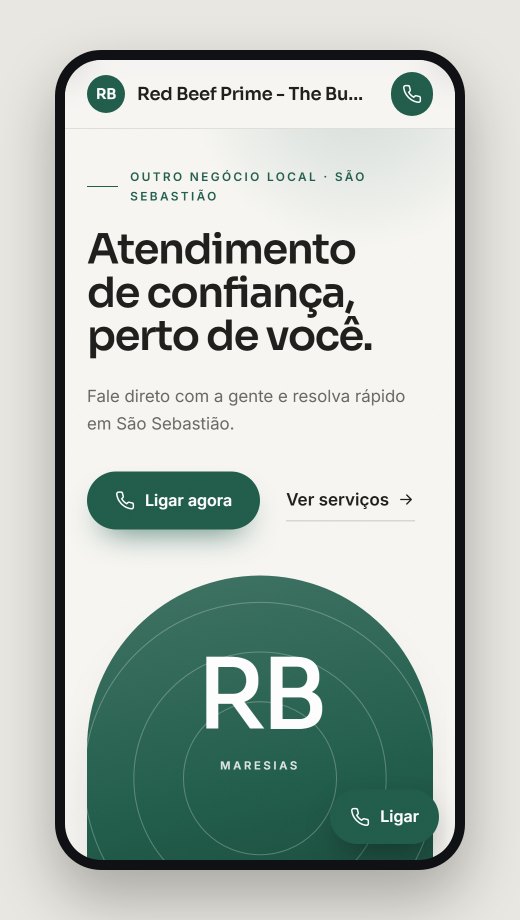 RB
Red Beef Prime - The Bu...
OUTRO NEGÓCIO LOCAL · SÃO
SEBASTIÃO
Atendimento
de confiança,
perto de você.
Fale direto com a gente e resolva rápido
em São Sebastião.
Ligar agora
Ver serviços →
RB
MARESIAS
Ligar